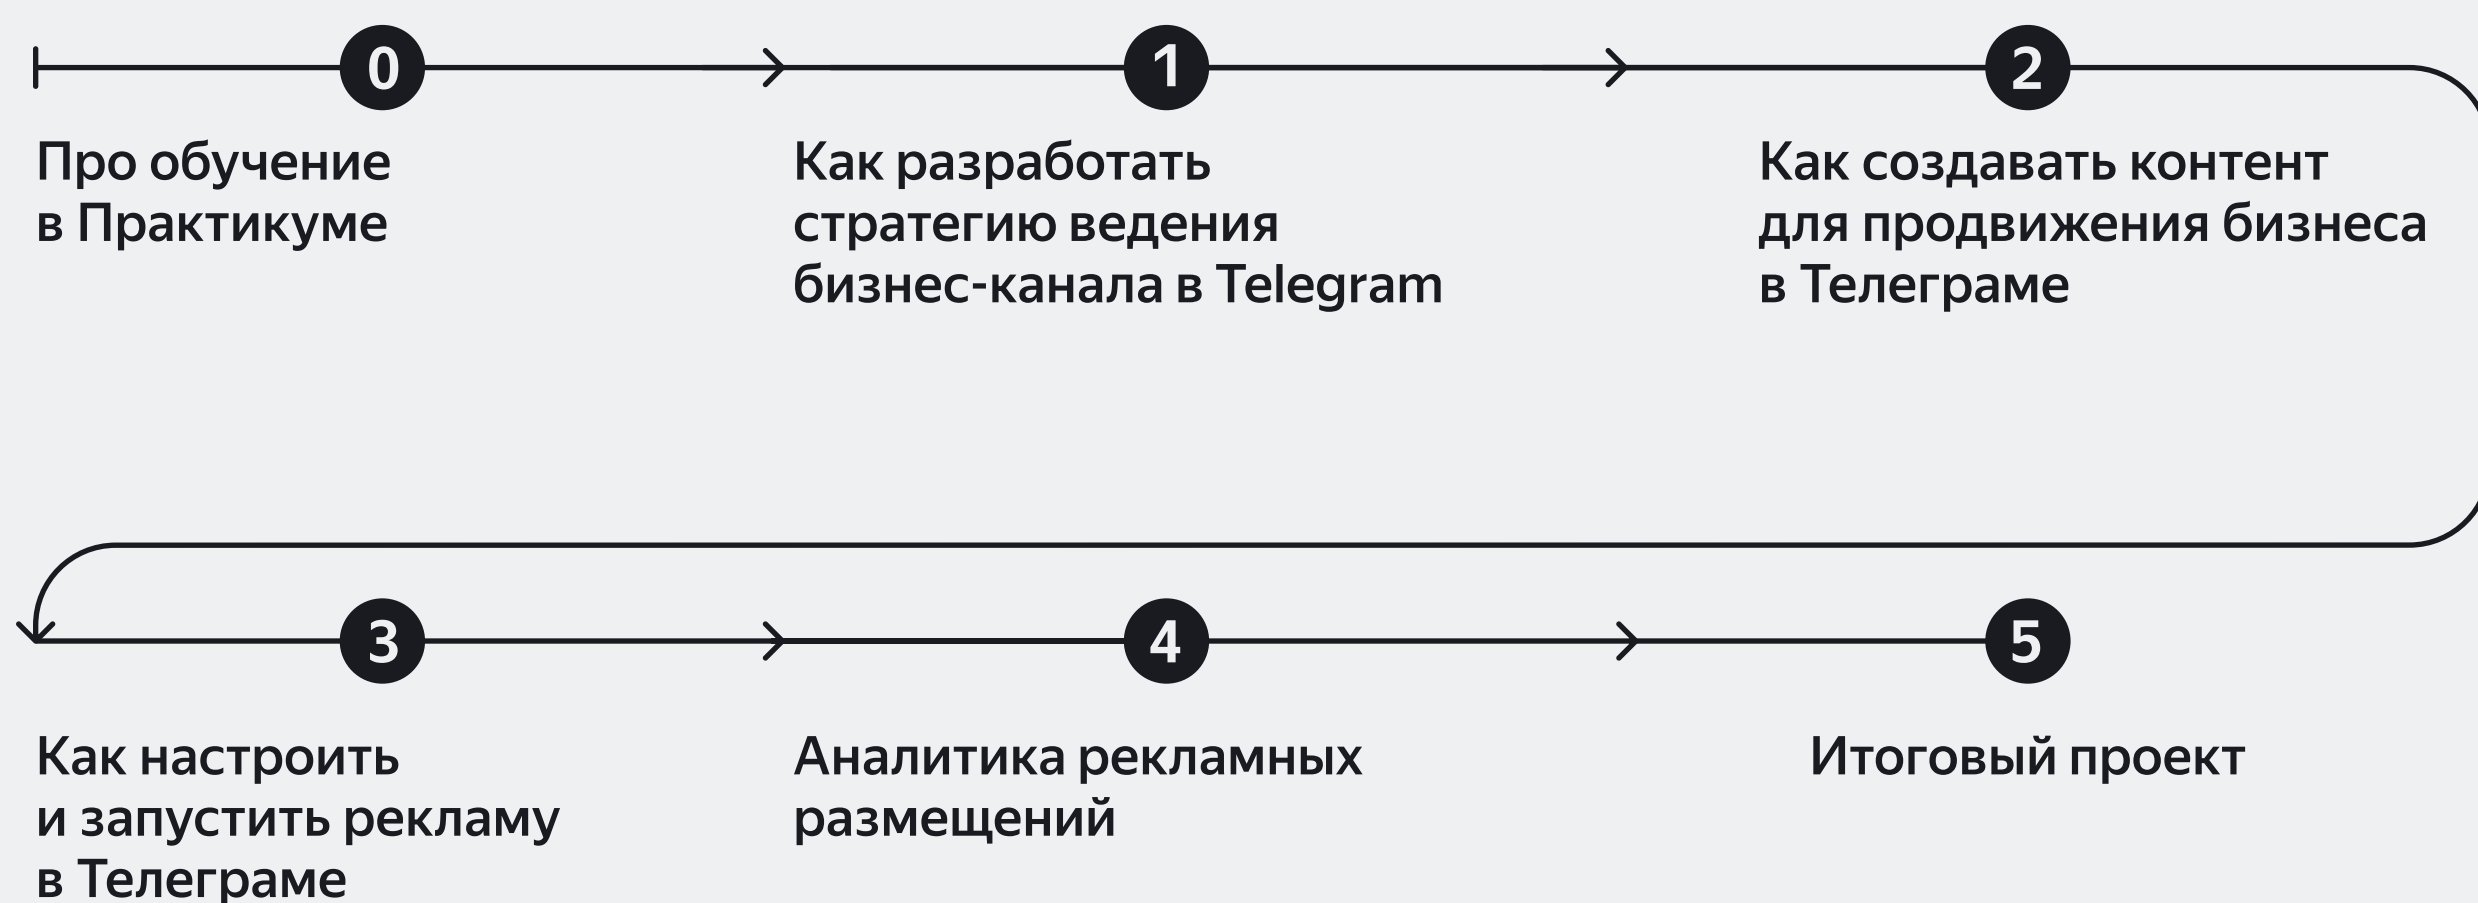 0
Про обучение
в Практикуме
1
Как разработать
стратегию ведения
бизнес-канала в Telegram
2
Как создавать контент
для продвижения бизнеса
в Телеграме
3
Как настроить
и запустить рекламу
в Телеграме
4
Аналитика рекламных
размещений
5
Итоговый проект